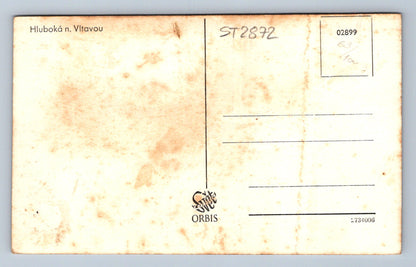 Hluboká n. Vltavou
ST2872
02899
ORBIS